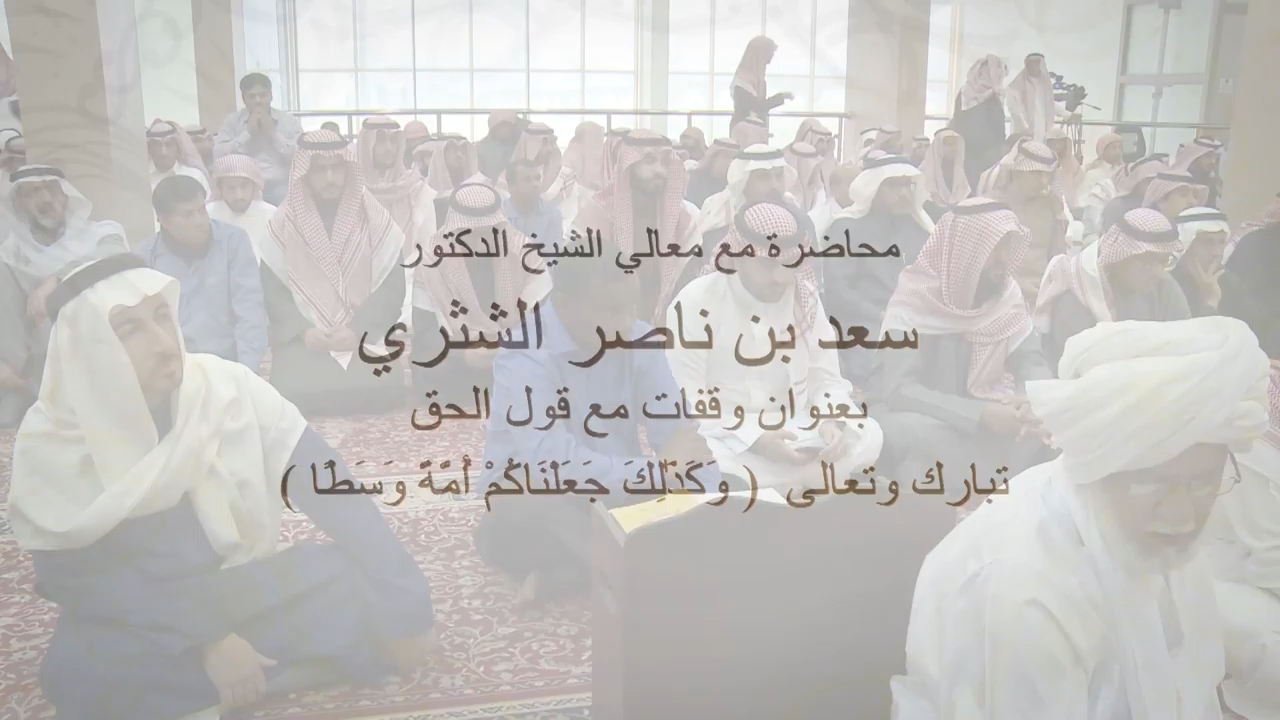 محاضرة مع معالي الشيخ الدكتور
سعد بن ناصر الشثري
بعنوان وقفات مع قول الحق
تبارك وتعالى ( وَكَذَٰلِكَ جَعَلْنَاكُمْ أُمَّةً وَسَطًا )